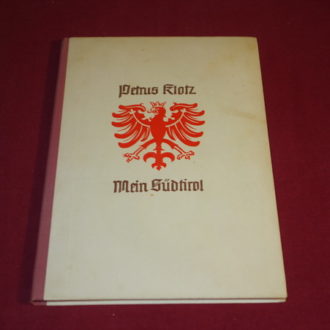 Petrus Klotz
Mein Südtirol